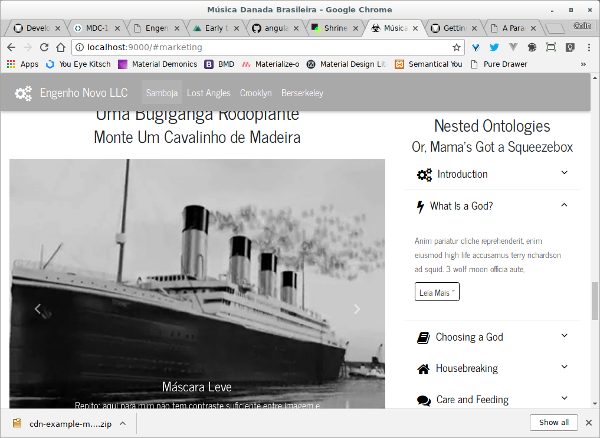 Música Danada Brasileira - Google Chrome
Develo
MDC-1
Engen
Early I
angula
Shrine
Música
Gettin
A Para
Colin
localhost:9000/#marketing
Apps
You Eye Kitsch
Material Demonics
BMD
Materialize-o
Material Design Lit
Semantical You
Pure Drawer
»
Engenho Novo LLC
Samboja
Lost Angles
Crooklyn
Berserkeley
Uma Bugiganga Rodopiante
Monte Um Cavalinho de Madeira
Máscara Leve
Repito: aqui para mim não tem contraste suficiente entre imagem e
Nested Ontologies
Or, Mama's Got a Squeezebox
Introduction
What Is a God?
Anim pariatur cliche reprehenderit, enim
eiusmod high life accusamus terry richardson
ad squid. 3 wolf moon officia aute,
Leia Mais
Choosing a God
Housebreaking
Care and Feeding
cdn-example-m....zip
Show all